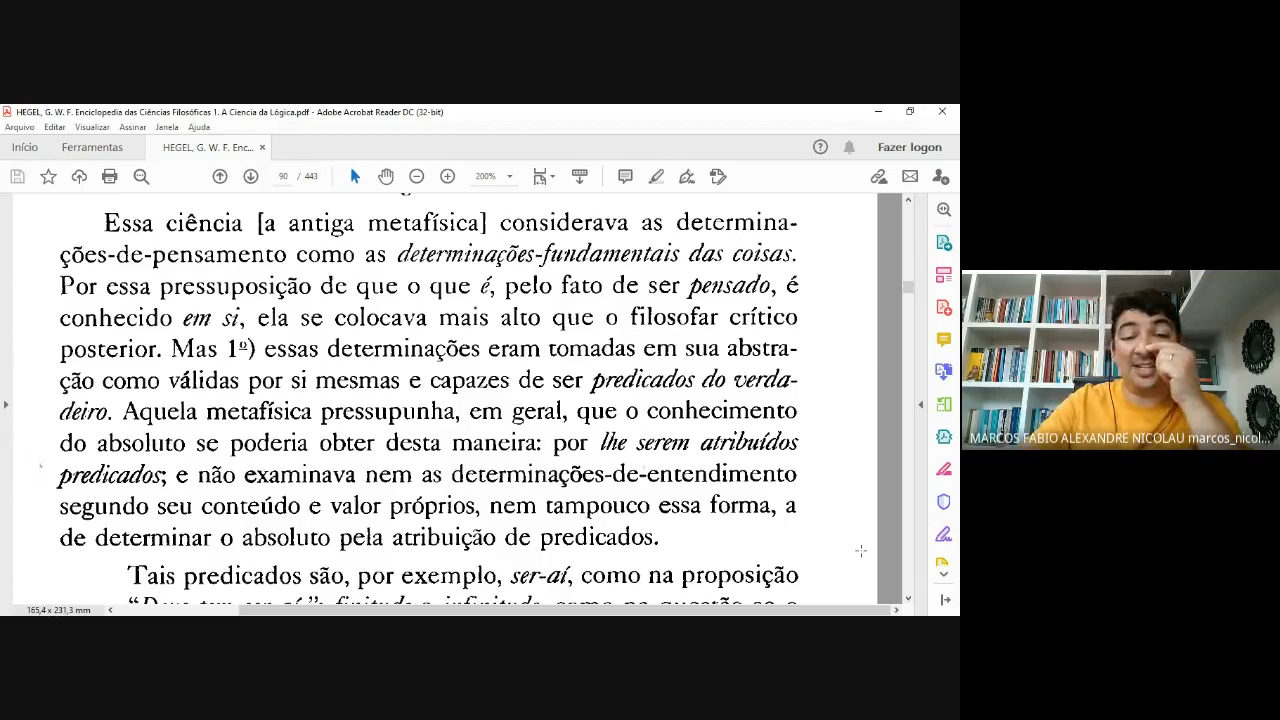 HEGEL, G. W. F. Enciclopedia das Ciências Filosóficas 1. A Ciencia da Lógica.pdf - Adobe Acrobat Reader DC (32-bit)
Arquivo Editar Visualizar Assinar Janela Ajuda
Início Ferramentas HEGEL, G. W. F. Enc... × Fazer logon
90 / 443 200%
Essa ciência [a antiga metafísica] considerava as determina-
ções-de-pensamento como as determinações-fundamentais das coisas.
Por essa pressuposição de que o que é, pelo fato de ser pensado, é
conhecido em si, ela se colocava mais alto que o filosofar crítico
posterior. Mas 1º) essas determinações eram tomadas em sua abstra-
ção como válidas por si mesmas e capazes de ser predicados do verda-
deiro. Aquela metafísica pressupunha, em geral, que o conhecimento
do absoluto se poderia obter desta maneira: por lhe serem atribuídos
predicados; e não examinava nem as determinações-de-entendimento
segundo seu conteúdo e valor próprios, nem tampouco essa forma, a
de determinar o absoluto pela atribuição de predicados.
Tais predicados são, por exemplo, ser-aí, como na proposição
165,4 x 231,3 mm
MARCOS FABIO ALEXANDRE NICOLAU marcos_nicol...